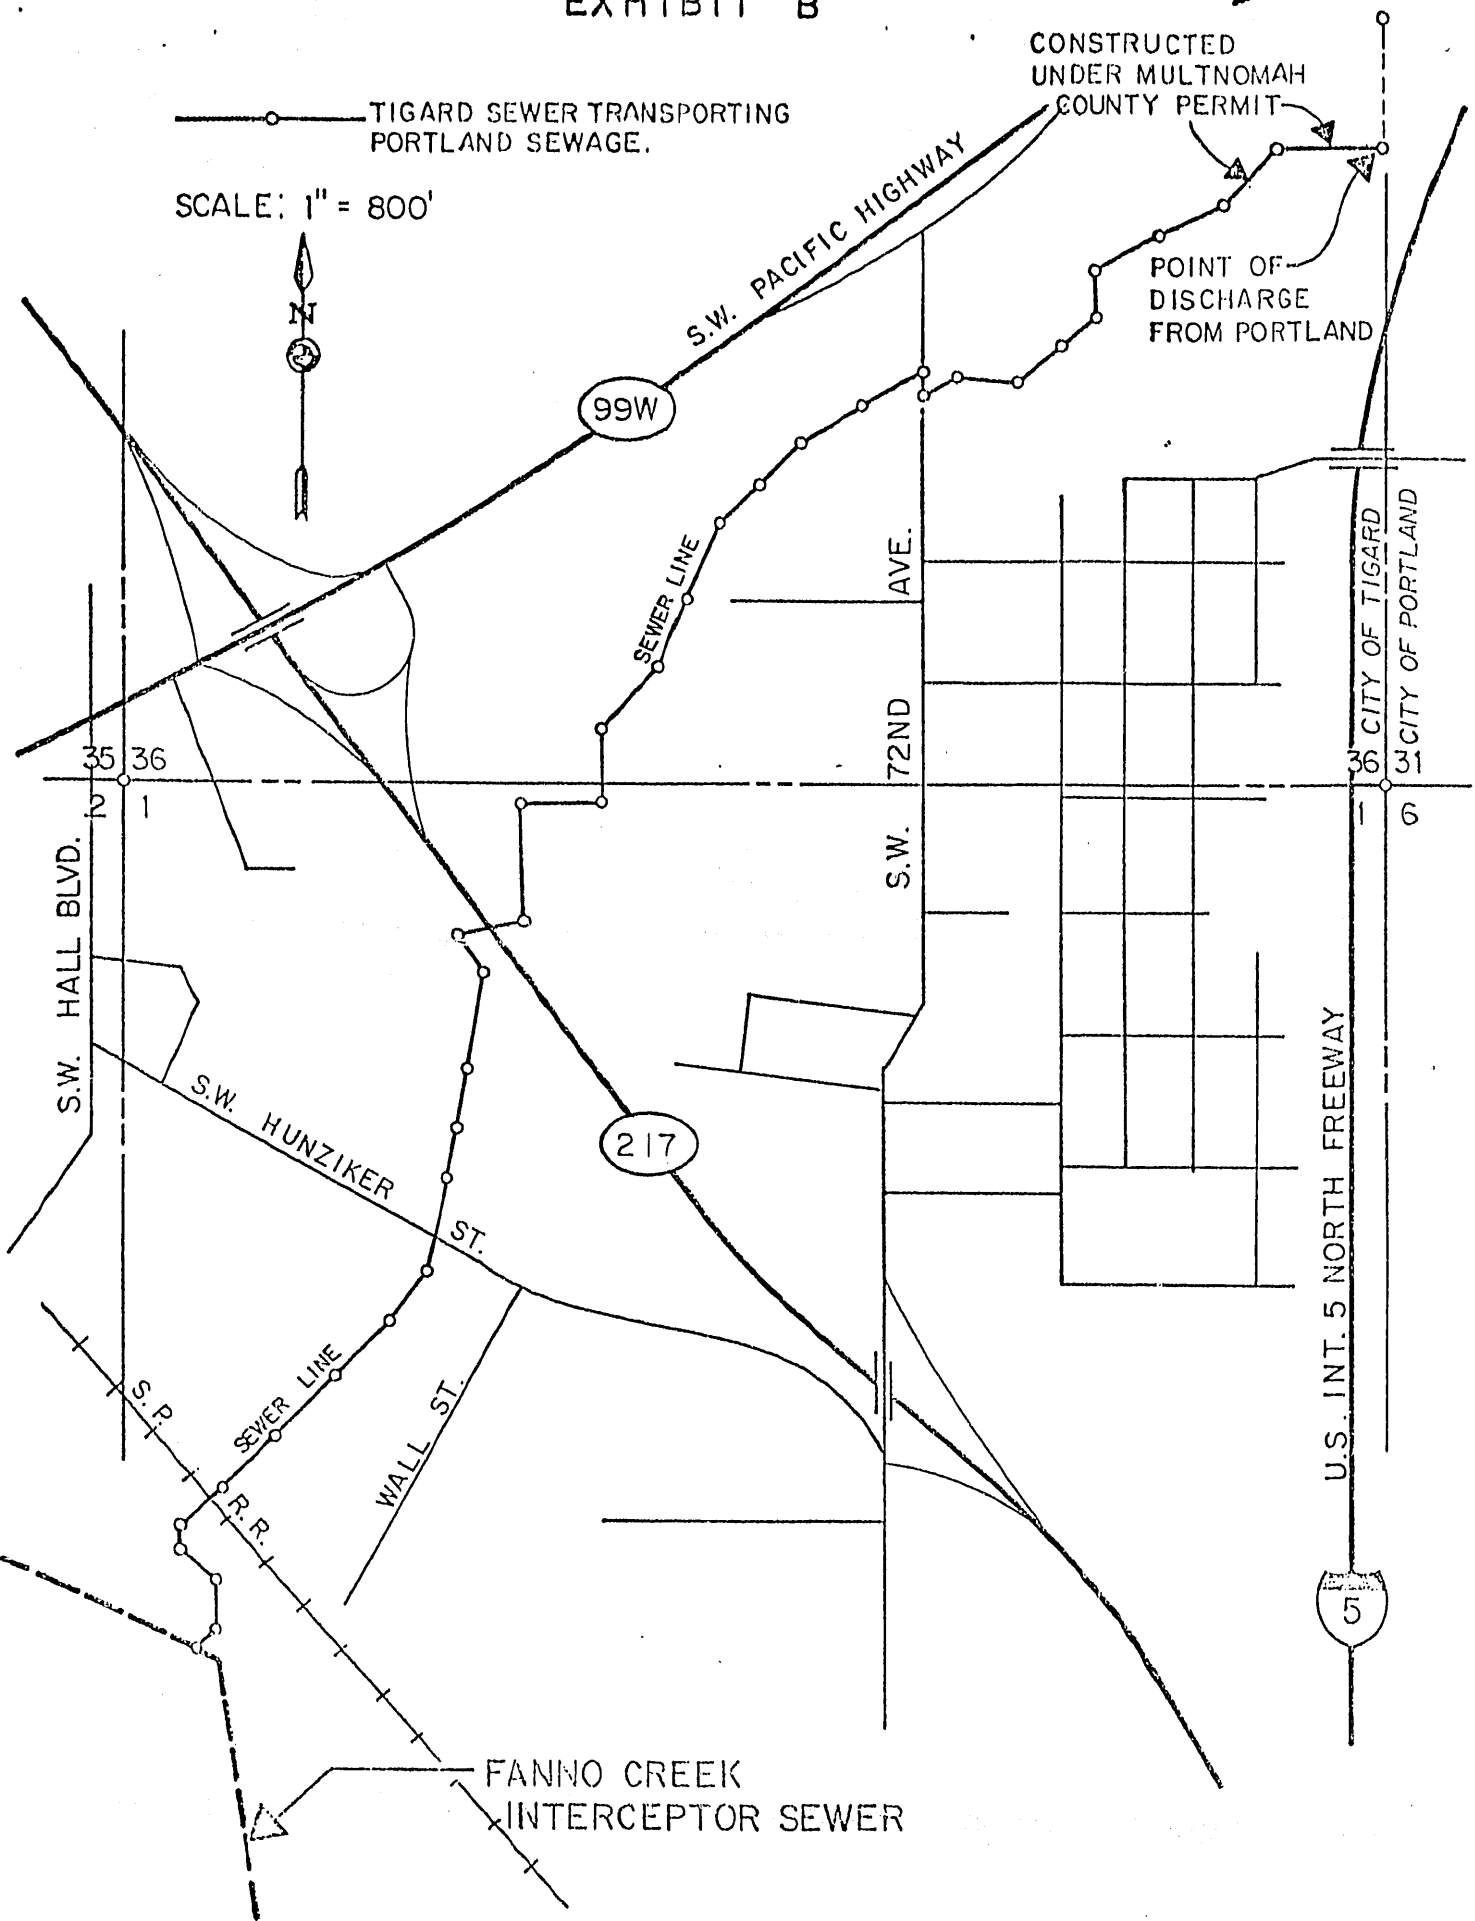 EXHIBIT B
CONSTRUCTED
UNDER MULTNOMAH
COUNTY PERMIT
TIGARD SEWER TRANSPORTING
PORTLAND SEWAGE.
SCALE: 1" = 800'
N
S.W. PACIFIC HIGHWAY
99W
POINT OF
DISCHARGE
FROM PORTLAND
SEWER LINE
S.W. 72ND AVE.
CITY OF TIGARD
CITY OF PORTLAND
35 36
2 1
36 31
1 6
S.W. HALL BLVD.
S.W. HUNZIKER ST.
217
U.S. INT. 5 NORTH FREEWAY
SEWER LINE
WALL ST.
S.P. R.R.
5
FANNO CREEK
INTERCEPTOR SEWER